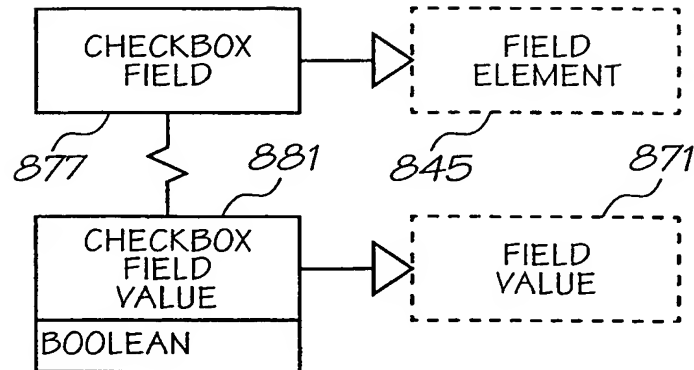 CHECKBOX
FIELD
FIELD
ELEMENT
877
881
845
871
CHECKBOX
FIELD
VALUE
FIELD
VALUE
BOOLEAN